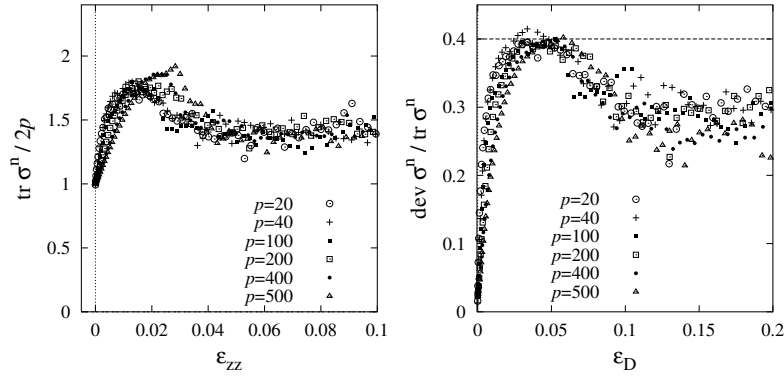 tr σⁿ / 2p
2
1.5
1
0.5
0
p=20
p=40
p=100
p=200
p=400
p=500
0 0.02 0.04 0.06 0.08 0.1
ε_zz
dev σⁿ / tr σⁿ
0.4
0.3
0.2
0.1
0
p=20
p=40
p=100
p=200
p=400
p=500
0 0.05 0.1 0.15 0.2
ε_D